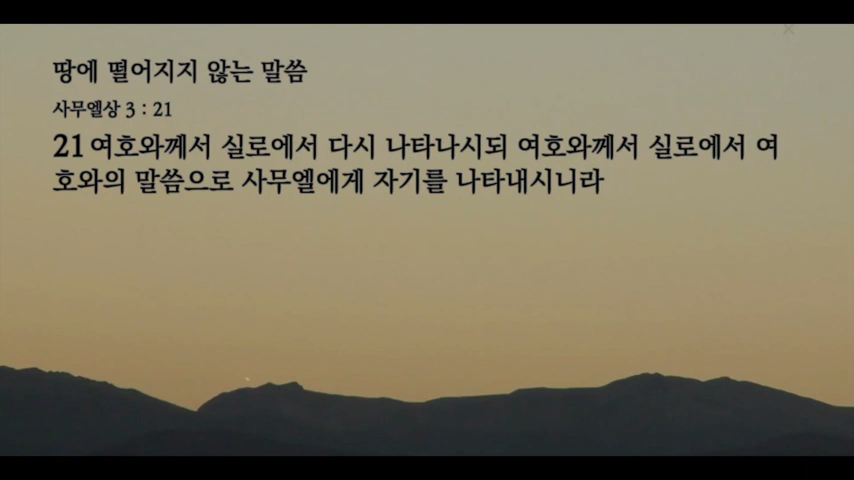 땅에 떨어지지 않는 말씀
사무엘상 3 : 21
21 여호와께서 실로에서 다시 나타나시되 여호와께서 실로에서 여
호와의 말씀으로 사무엘에게 자기를 나타내시니라